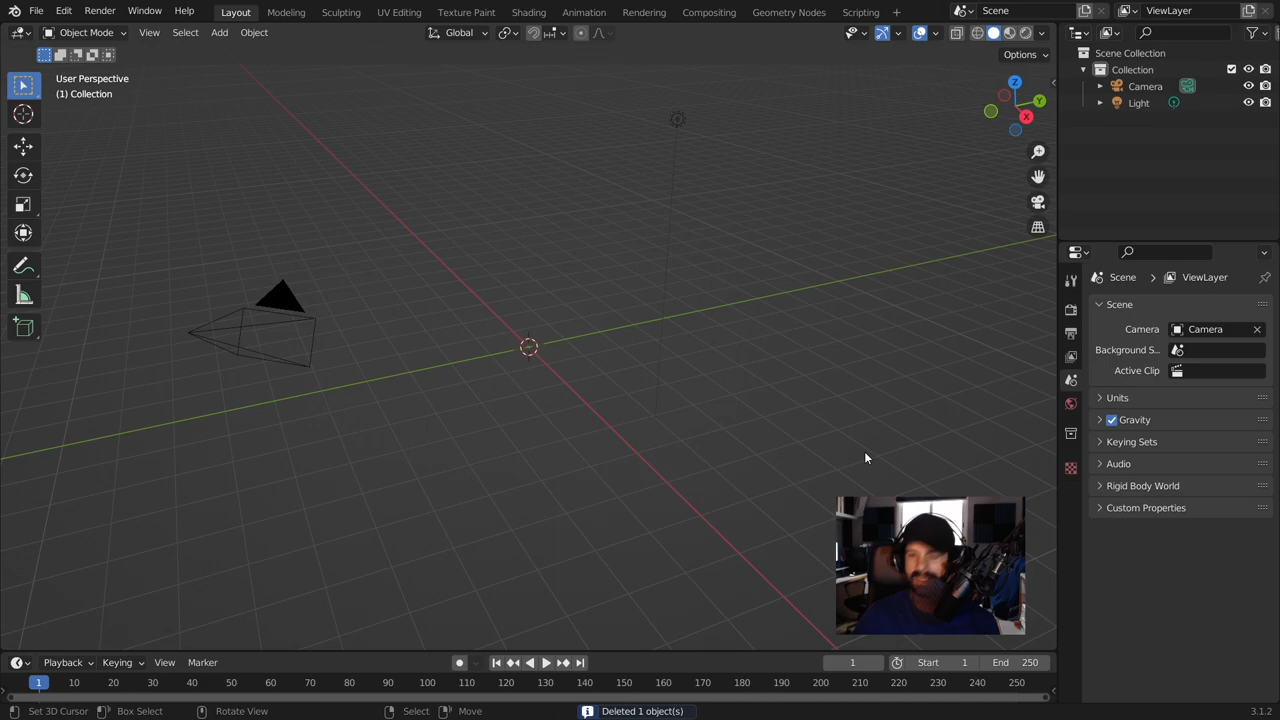 File Edit Render Window Help Layout Modeling Sculpting UV Editing Texture Paint Shading Animation Rendering Compositing Geometry Nodes Scripting + Scene ViewLayer
Object Mode View Select Add Object Global
Options
User Perspective
(1) Collection
Z
Y
X
Scene Collection
Collection
Camera
Light
Scene > ViewLayer
Scene
Camera Camera
Background S...
Active Clip
Units
Gravity
Keying Sets
Audio
Rigid Body World
Custom Properties
Playback Keying View Marker 1 Start 1 End 250
1 10 20 30 40 50 60 70 80 90 100 110 120 130 140 150 160 170 180 190 200 210 220 230 240 250
Set 3D Cursor Box Select Rotate View Select Move Deleted 1 object(s) 3.1.2